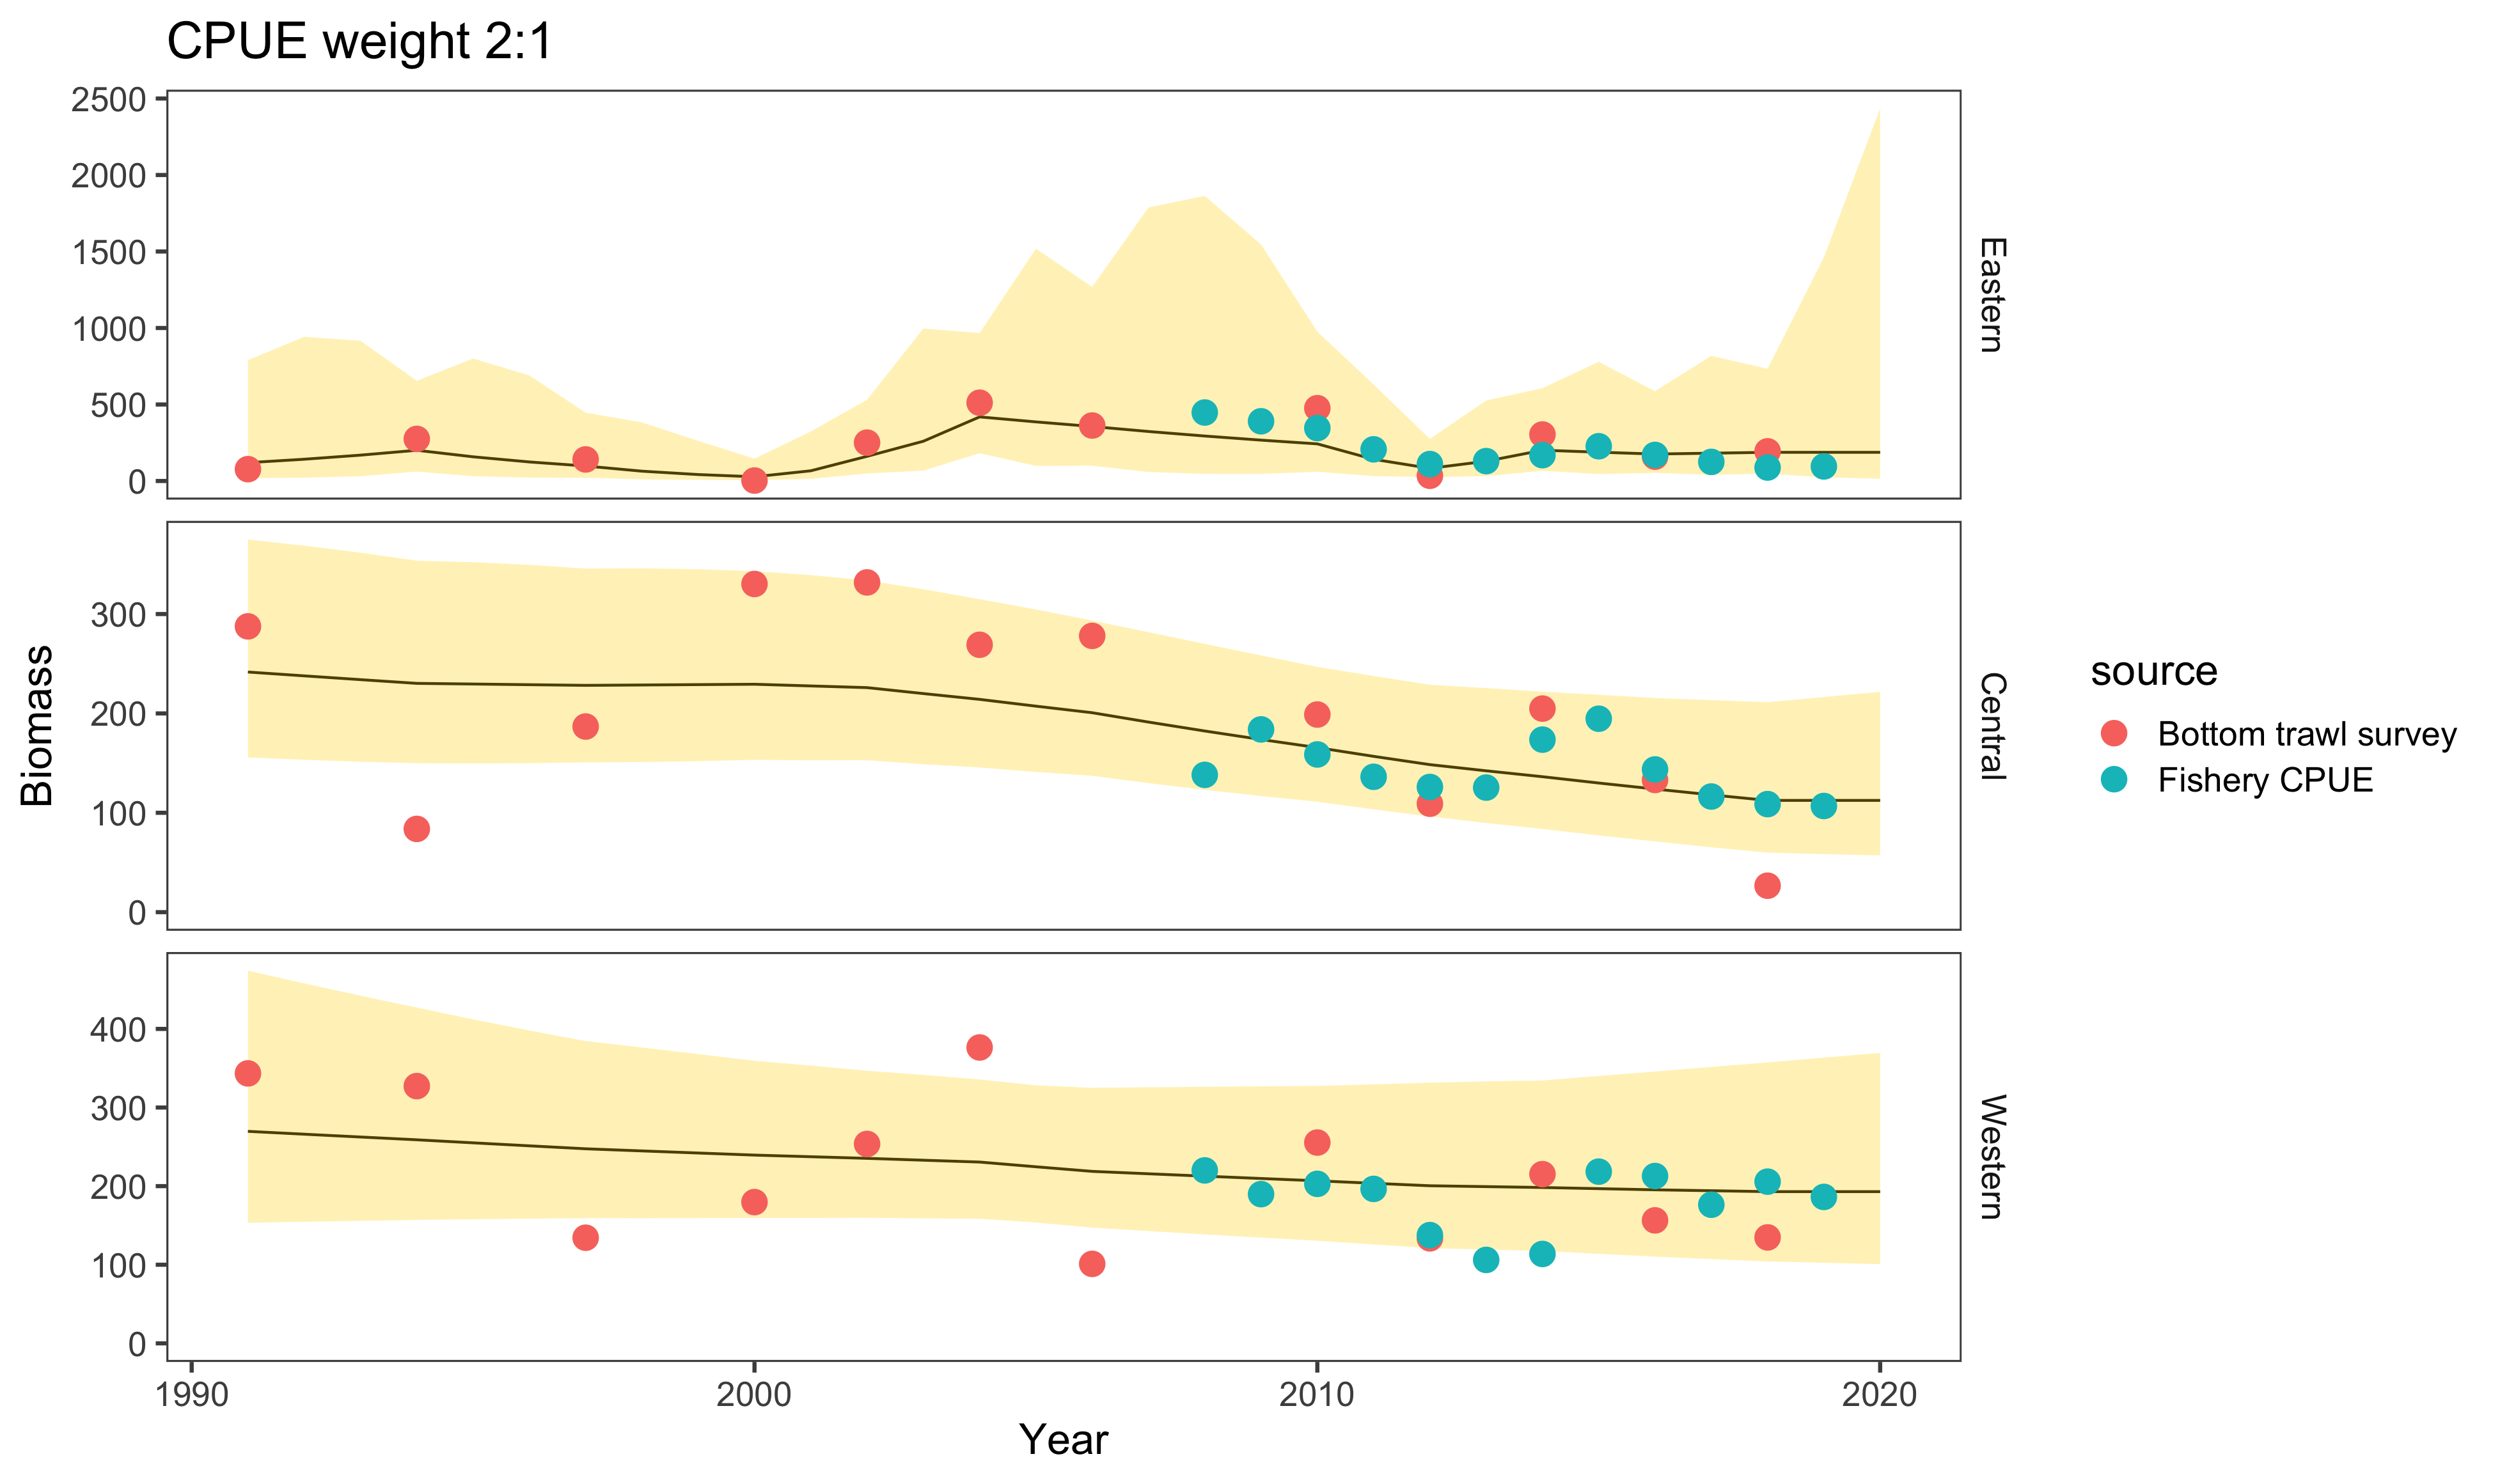 CPUE weight 2:1
2500
2000
1500
1000
500
0
Eastern
300
200
100
0
Central
400
300
200
100
0
Western
1990 2000 2010 2020
Year
Biomass
source
Bottom trawl survey
Fishery CPUE